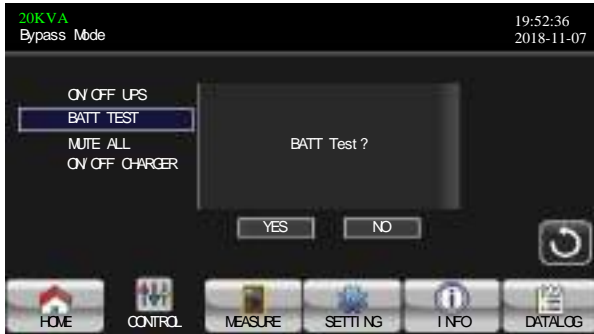 20KVA
Bypass Mode
19:52:36
2018-11-07
ON/OFF UPS
BATT TEST
MUTE ALL
ON/OFF CHARGER
BATT Test?
YES
NO
HOME
CONTROL
MEASURE
SETTING
INFO
DATALOG